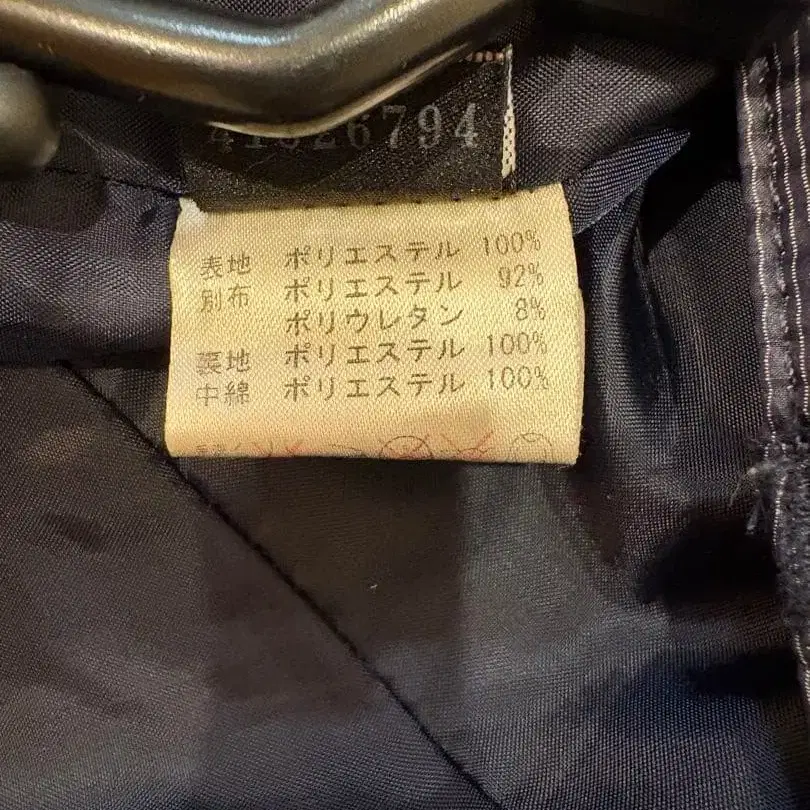 表地 ポリエステル 100%
別布 ポリエステル 92%
ポリウレタン 8%
裏地 ポリエステル 100%
中綿 ポリエステル 100%